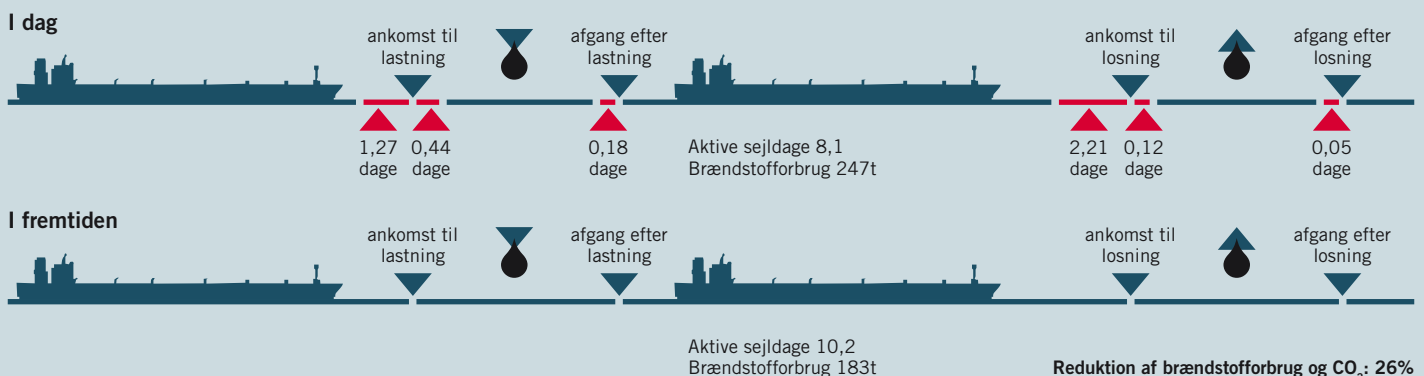 I dag
ankomst til
lastning
afgang efter
lastning
ankomst til
losning
afgang efter
losning
1,27
dage
0,44
dage
0,18
dage
Aktive sejldage 8,1
Brændstofforbrug 247t
2,21
dage
0,12
dage
0,05
dage
I fremtiden
ankomst til
lastning
afgang efter
lastning
ankomst til
losning
afgang efter
losning
Aktive sejldage 10,2
Brændstofforbrug 183t
Reduktion af brændstofforbrug og CO₂: 26%